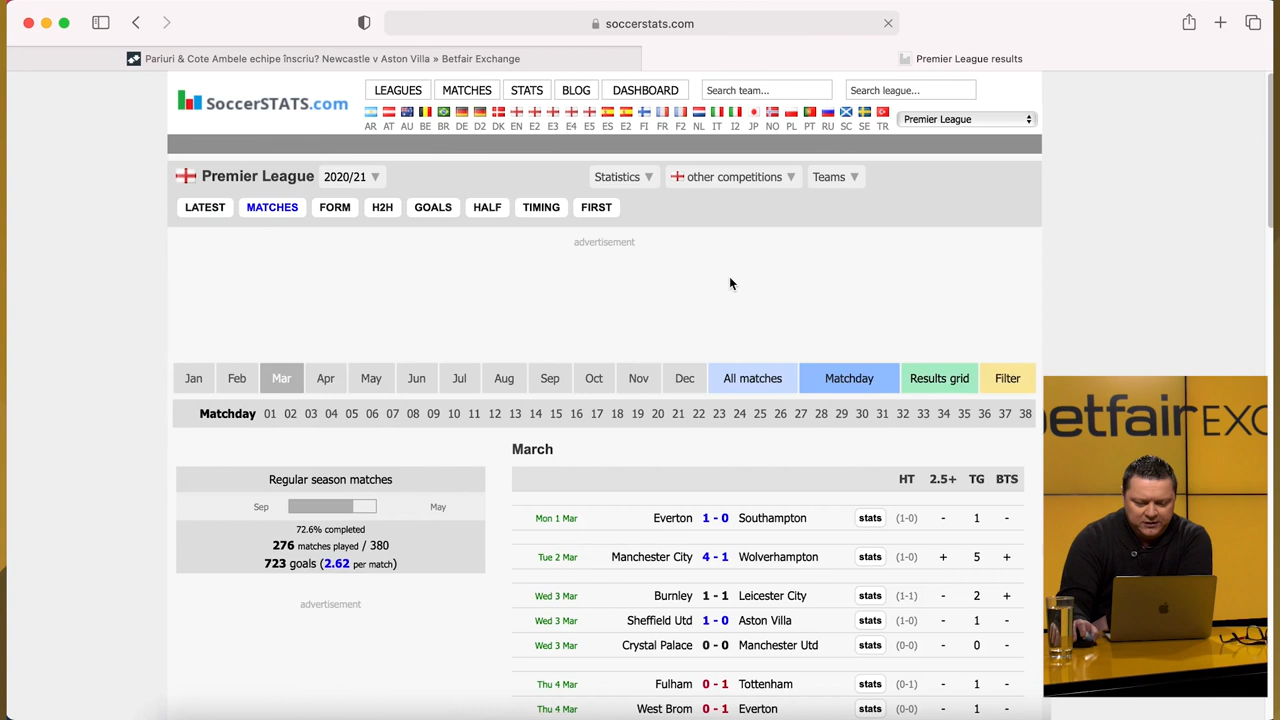 soccerstats.com
Pariuri & Cote Ambele echipe înscriu? Newcastle v Aston Villa » Betfair Exchange
Premier League results
SoccerSTATS.com
LEAGUES MATCHES STATS BLOG DASHBOARD Search team... Search league...
AR AT AU BE BR DE D2 DK EN E2 E3 E4 E5 ES E2 FI FR F2 NL IT I2 JP NO PL PT RU SC SE TR
Premier League
Premier League 2020/21 ▼ Statistics ▼ other competitions ▼ Teams ▼
LATEST MATCHES FORM H2H GOALS HALF TIMING FIRST
advertisement
Jan Feb Mar Apr May Jun Jul Aug Sep Oct Nov Dec All matches Matchday Results grid Filter
Matchday 01 02 03 04 05 06 07 08 09 10 11 12 13 14 15 16 17 18 19 20 21 22 23 24 25 26 27 28 29 30 31 32 33 34 35 36 37 38
Regular season matches
Sep May
72.6% completed
276 matches played / 380
723 goals (2.62 per match)
advertisement
March
HT 2.5+ TG BTS
Mon 1 Mar Everton 1 - 0 Southampton stats (1-0) - 1 -
Tue 2 Mar Manchester City 4 - 1 Wolverhampton stats (1-0) + 5 +
Wed 3 Mar Burnley 1 - 1 Leicester City stats (1-1) - 2 +
Wed 3 Mar Sheffield Utd 1 - 0 Aston Villa stats (1-0) - 1 -
Wed 3 Mar Crystal Palace 0 - 0 Manchester Utd stats (0-0) - 0 -
Thu 4 Mar Fulham 0 - 1 Tottenham stats (0-1) - 1 -
Thu 4 Mar West Brom 0 - 1 Everton stats (0-0) - 1 -
betfair EXC